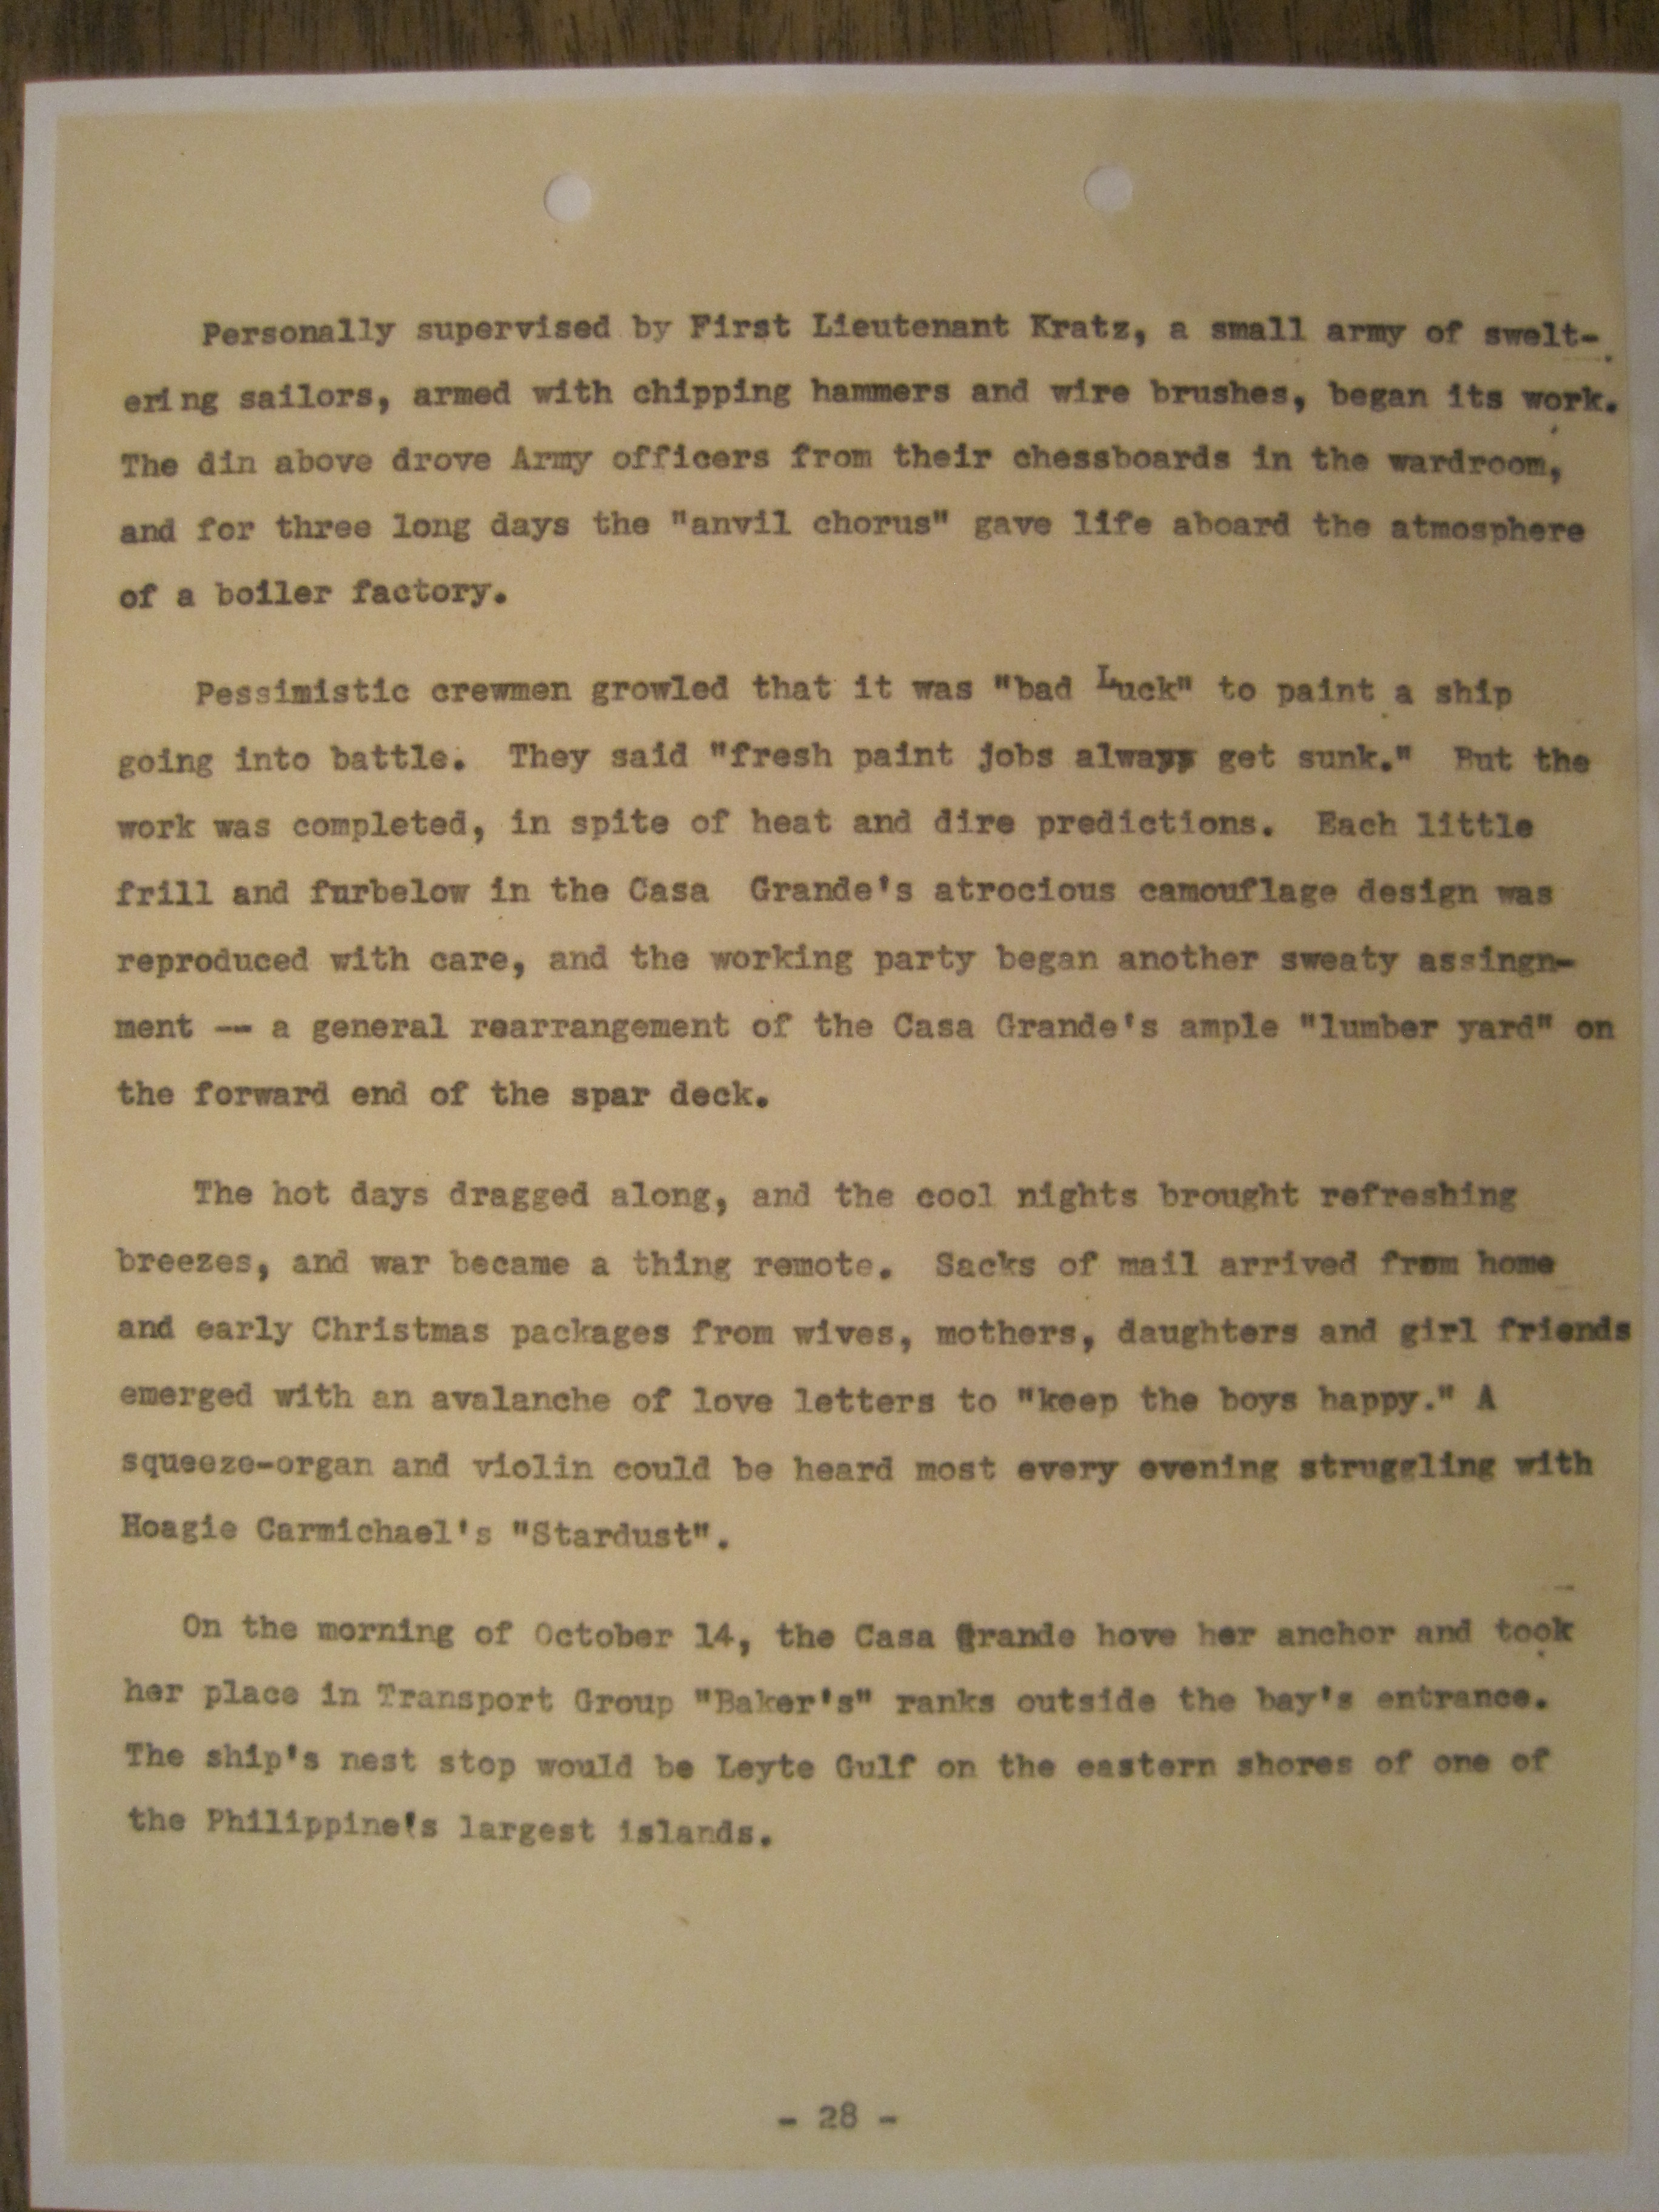 Personally supervised by First Lieutenant Kratz, a small army of swelt-
ering sailors, armed with chipping hammers and wire brushes, began its work.
The din above drove Army officers from their chessboards in the wardroom,
and for three long days the "anvil chorus" gave life aboard the atmosphere
of a boiler factory.
Pessimistic crewmen growled that it was "bad Luck" to paint a ship
going into battle. They said "fresh paint jobs always get sunk." But the
work was completed, in spite of heat and dire predictions. Each little
frill and furbelow in the Casa Grande's atrocious camouflage design was
reproduced with care, and the working party began another sweaty assingn-
ment -- a general rearrangement of the Casa Grande's ample "lumber yard" on
the forward end of the spar deck.
The hot days dragged along, and the cool nights brought refreshing
breezes, and war became a thing remote. Sacks of mail arrived from home
and early Christmas packages from wives, mothers, daughters and girl friends
emerged with an avalanche of love letters to "keep the boys happy." A
squeeze-organ and violin could be heard most every evening struggling with
Hoagie Carmichael's "Stardust".
On the morning of October 14, the Casa Grande hove her anchor and took
her place in Transport Group "Baker's" ranks outside the bay's entrance.
The ship's nest stop would be Leyte Gulf on the eastern shores of one of
the Philippine's largest islands.
- 28 -